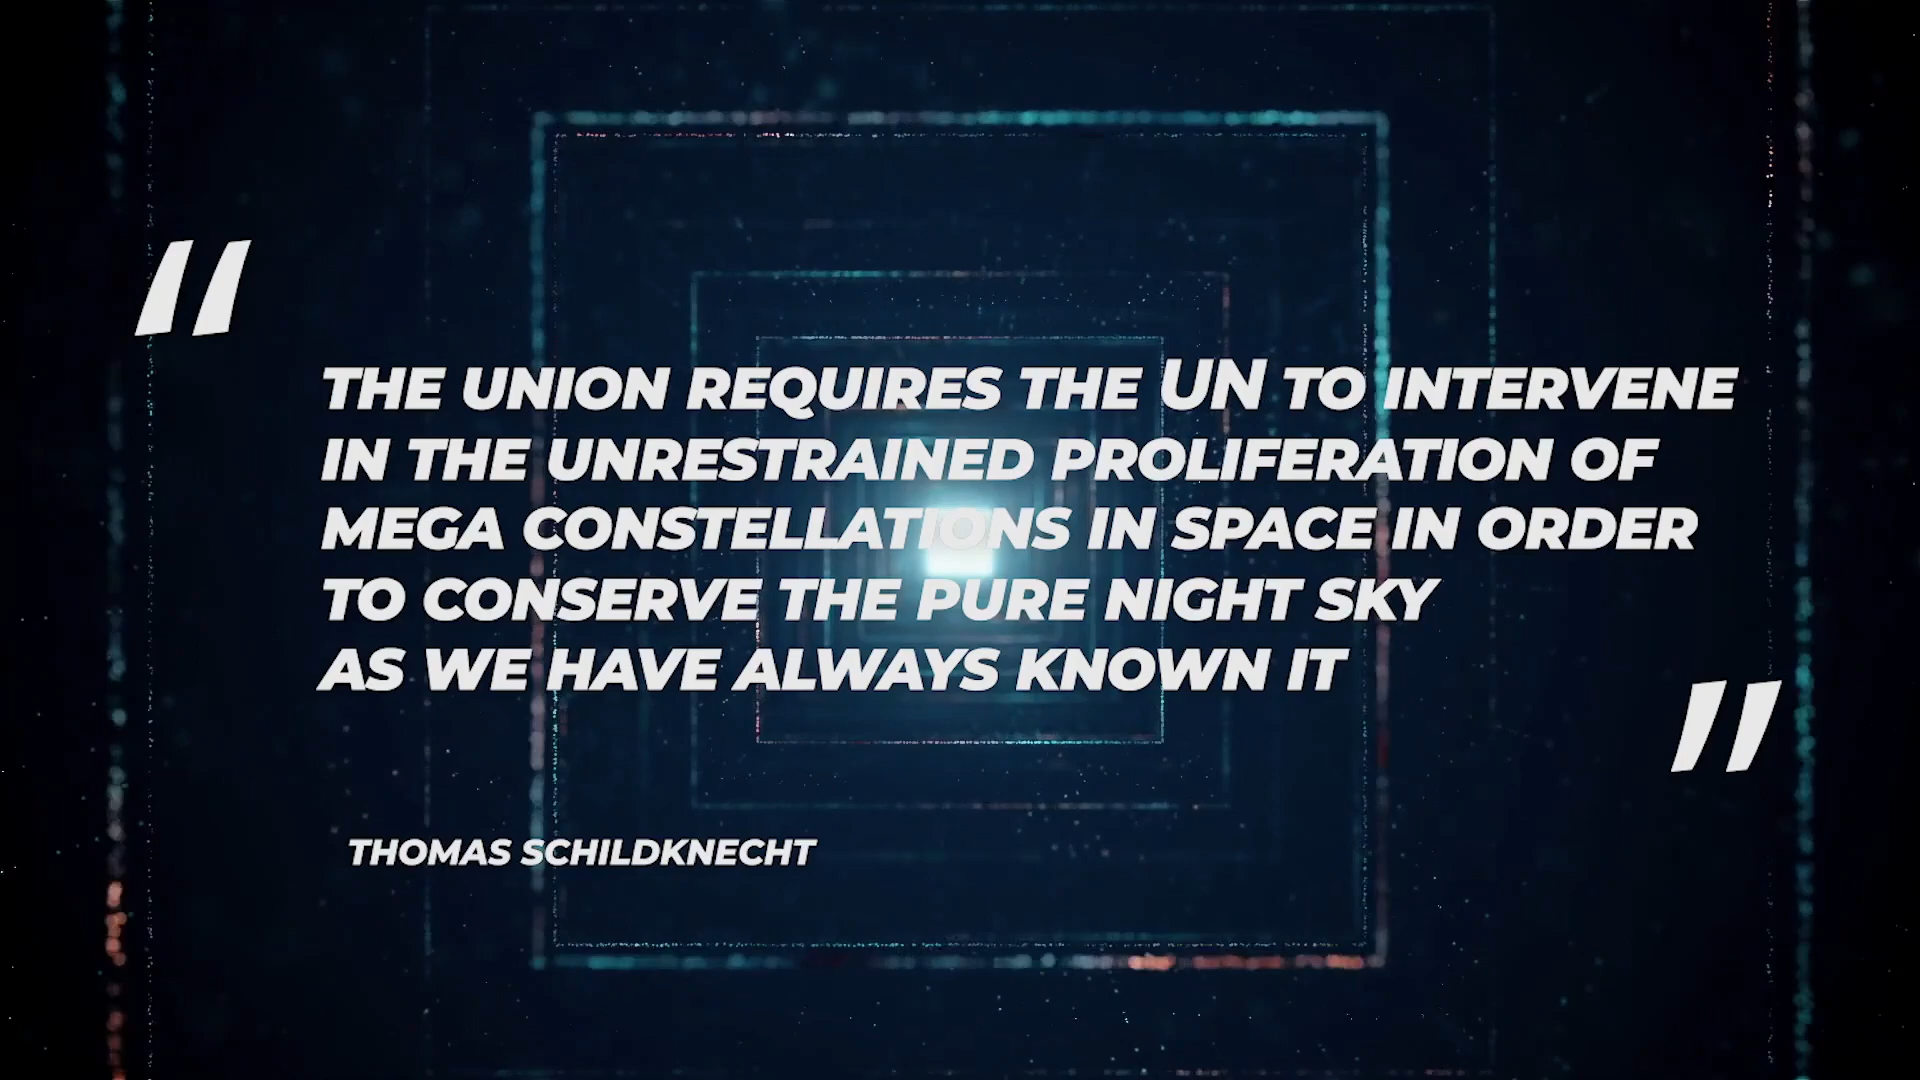 "
THE UNION REQUIRES THE UN TO INTERVENE
IN THE UNRESTRAINED PROLIFERATION OF
MEGA CONSTELLATIONS IN SPACE IN ORDER
TO CONSERVE THE PURE NIGHT SKY
AS WE HAVE ALWAYS KNOWN IT
"
THOMAS SCHILDKNECHT